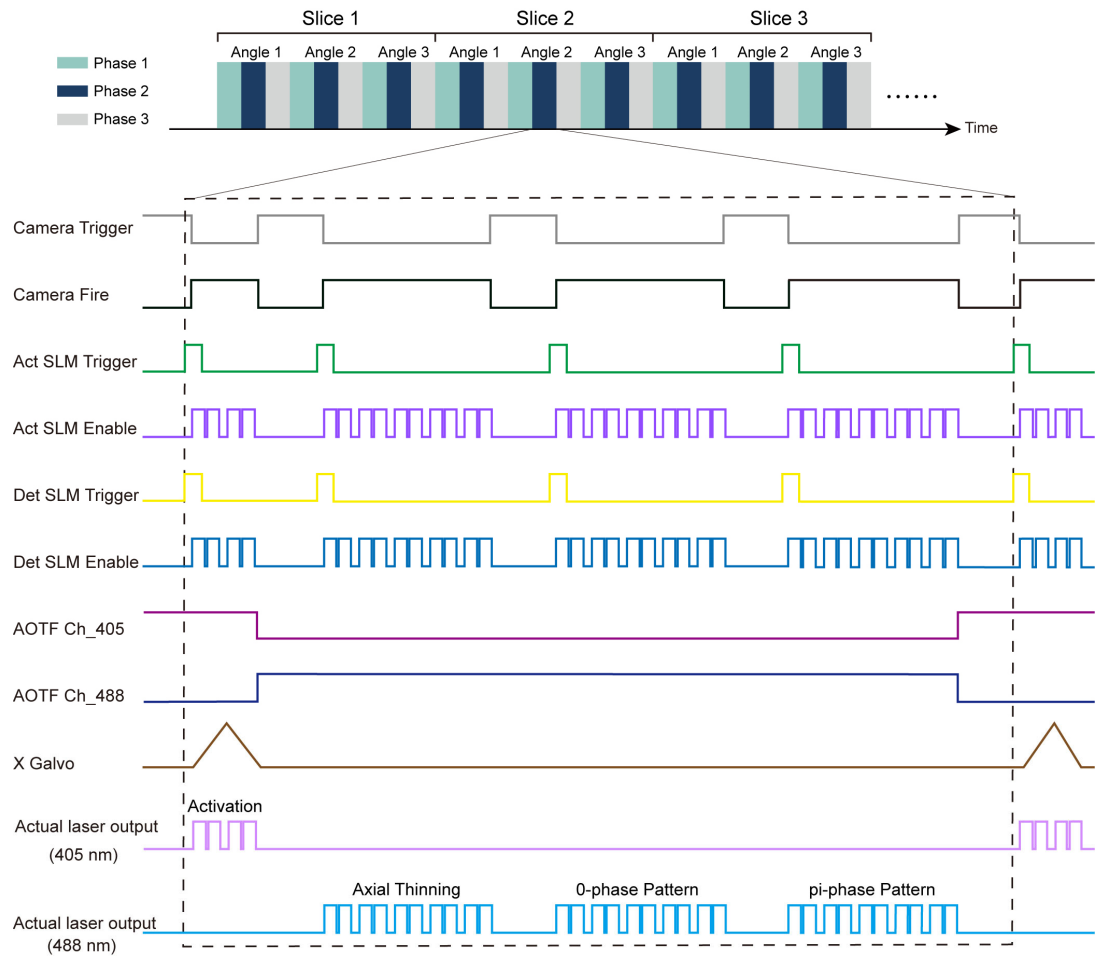 Slice 1 Slice 2 Slice 3
Angle 1 Angle 2 Angle 3 Angle 1 Angle 2 Angle 3 Angle 1 Angle 2 Angle 3
Phase 1
Phase 2
Phase 3
......
Time
Camera Trigger
Camera Fire
Act SLM Trigger
Act SLM Enable
Det SLM Trigger
Det SLM Enable
AOTF Ch_405
AOTF Ch_488
X Galvo
Activation
Actual laser output
(405 nm)
Axial Thinning 0-phase Pattern pi-phase Pattern
Actual laser output
(488 nm)